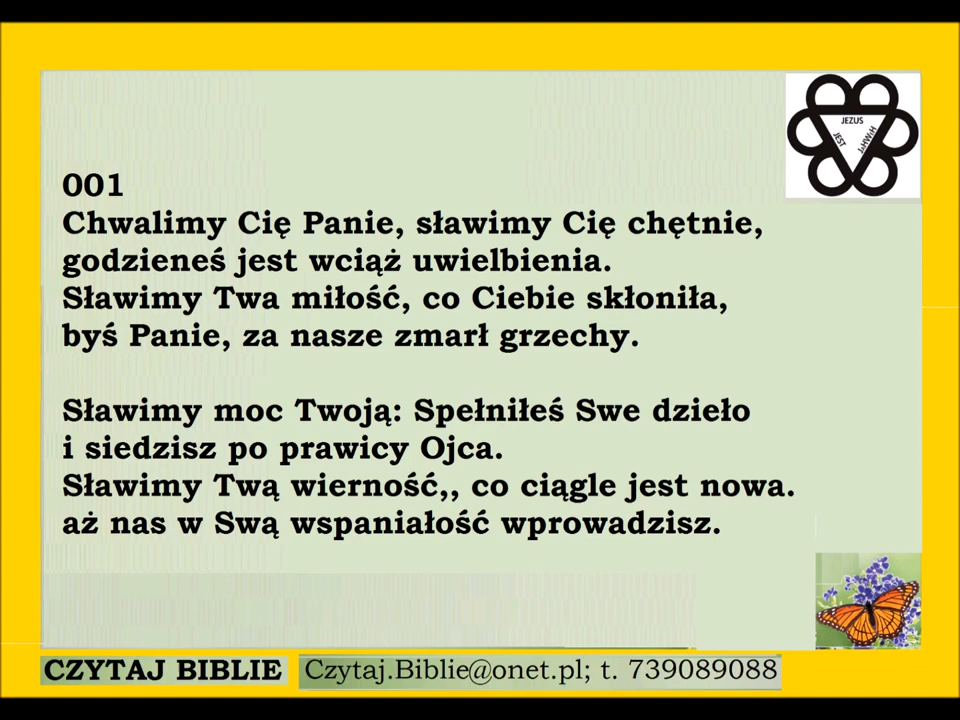 JEZUS
JEST
JaHWeH
001
Chwalimy Cię Panie, sławimy Cię chętnie,
godzieneś jest wciąż uwielbienia.
Sławimy Twa miłość, co Ciebie skłoniła,
byś Panie, za nasze zmarł grzechy.
Sławimy moc Twoją: Spełniłeś Swe dzieło
i siedzisz po prawicy Ojca.
Sławimy Twą wierność,, co ciągle jest nowa.
aż nas w Swą wspaniałość wprowadzisz.
CZYTAJ BIBLIE
Czytaj.Biblie@onet.pl; t. 739089088